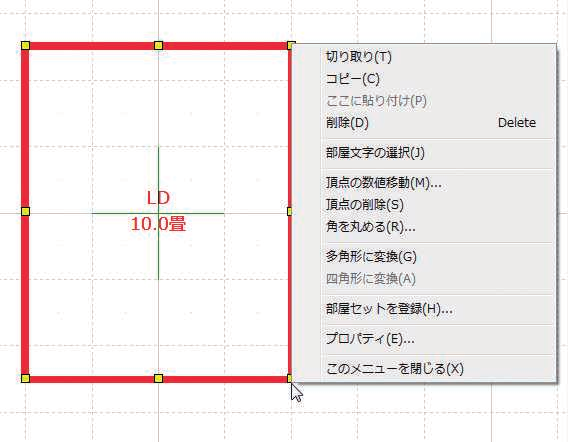 LD
10.0畳
切り取り(T)
コピー(C)
ここに貼り付け(P)
削除(D) Delete
部屋文字の選択(J)
頂点の数値移動(M)...
頂点の削除(S)
角を丸める(R)...
多角形に変換(G)
四角形に変換(A)
部屋セットを登録(H)...
プロパティ(E)...
このメニューを閉じる(X)